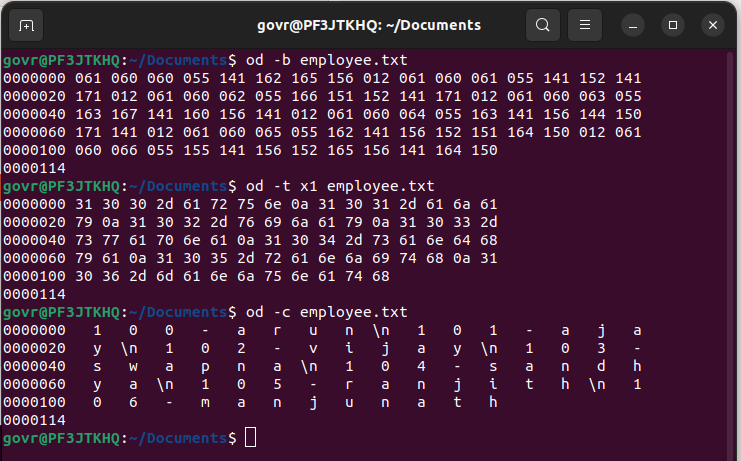 govr@PF3JTKHQ: ~/Documents
govr@PF3JTKHQ:~/Documents$ od -b employee.txt
0000000 061 060 060 055 141 162 165 156 012 061 060 061 055 141 152 141
0000020 171 012 061 060 062 055 166 151 152 141 171 012 061 060 063 055
0000040 163 167 141 160 156 141 012 061 060 064 055 163 141 156 144 150
0000060 171 141 012 061 060 065 055 162 141 156 152 151 164 150 012 061
0000100 060 066 055 155 141 156 152 165 156 141 164 150
0000114
govr@PF3JTKHQ:~/Documents$ od -t x1 employee.txt
0000000 31 30 30 2d 61 72 75 6e 0a 31 30 31 2d 61 6a 61
0000020 79 0a 31 30 32 2d 76 69 6a 61 79 0a 31 30 33 2d
0000040 73 77 61 70 6e 61 0a 31 30 34 2d 73 61 6e 64 68
0000060 79 61 0a 31 30 35 2d 72 61 6e 6a 69 74 68 0a 31
0000100 30 36 2d 6d 61 6e 6a 75 6e 61 74 68
0000114
govr@PF3JTKHQ:~/Documents$ od -c employee.txt
0000000   1   0   0   -   a   r   u   n  \n   1   0   1   -   a   j   a
0000020   y  \n   1   0   2   -   v   i   j   a   y  \n   1   0   3   -
0000040   s   w   a   p   n   a  \n   1   0   4   -   s   a   n   d   h
0000060   y   a  \n   1   0   5   -   r   a   n   j   i   t   h  \n   1
0000100   0   6   -   m   a   n   j   u   n   a   t   h
0000114
govr@PF3JTKHQ:~/Documents$